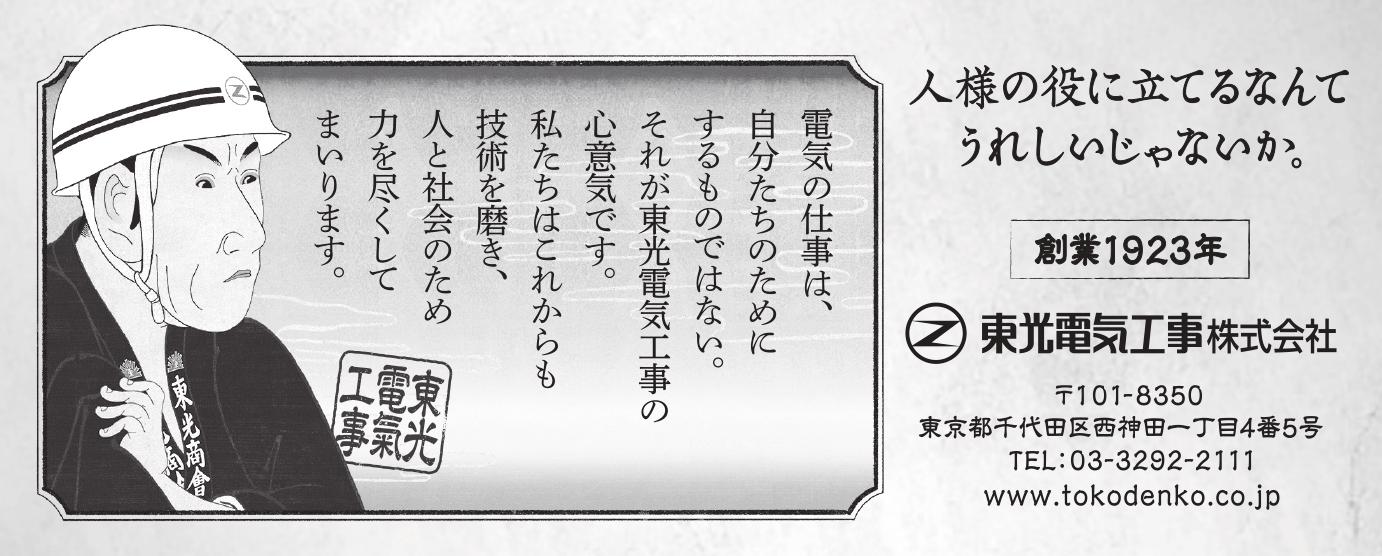 人様の役に立てるなんて
うれしいじゃないか。
電気の仕事は、
自分たちのために
するものではない。
それが東光電気工事の
心意気です。
私たちはこれからも
技術を磨き、
人と社会のため
力を尽くして
まいります。
東光
電氣
工事
東光商會
創業1923年
東光電気工事株式会社
〒101-8350
東京都千代田区西神田一丁目4番5号
TEL:03-3292-2111
www.tokodenko.co.jp